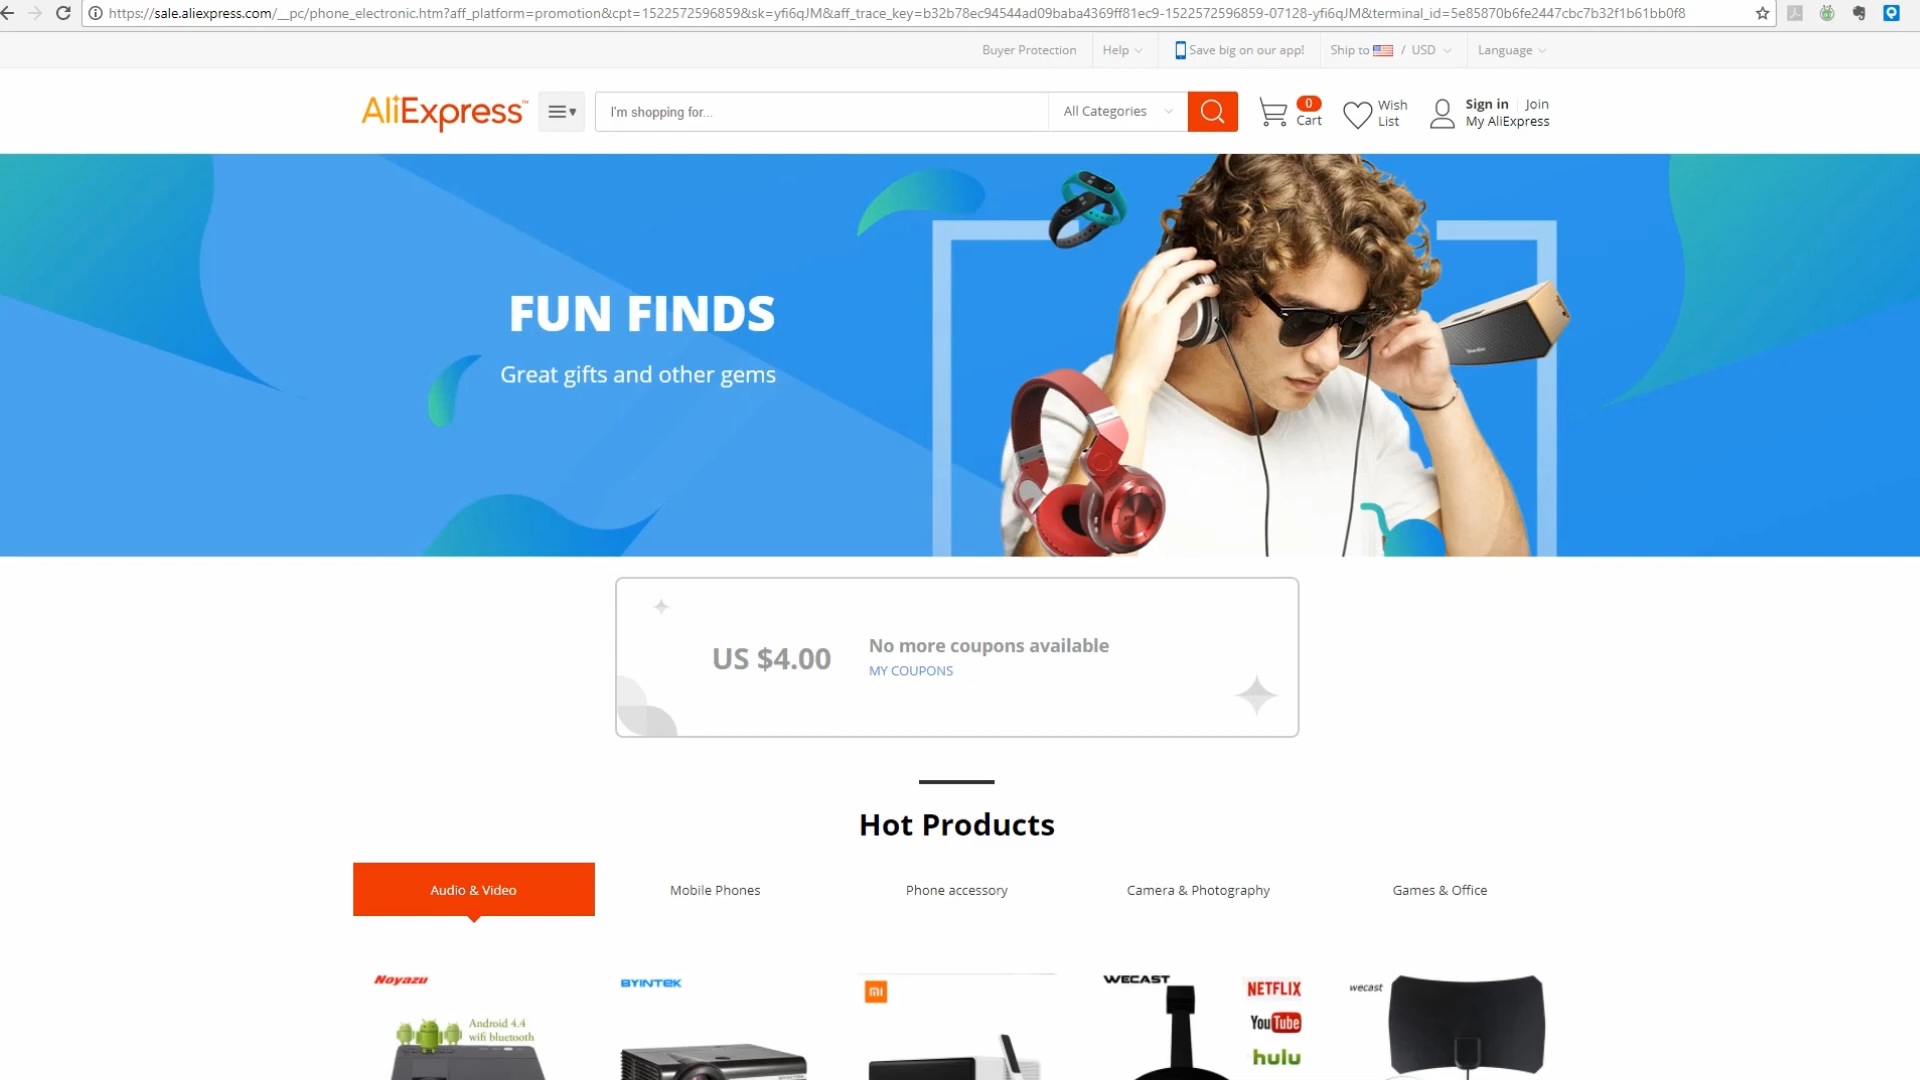 https://sale.aliexpress.com/__pc/phone_electronic.htm?aff_platform=promotion&cpt=1522572596859&sk=yfi6qJM&aff_trace_key=b32b78ec94544ad09baba4369ff81ec9-1522572596859-07128-yfi6qJM&terminal_id=5e85870b6fe2447cbc7b32f1b61bb0f8
Buyer Protection Help Save big on our app! Ship to / USD Language
AliExpress™ I'm shopping for... All Categories 0 Cart Wish List Sign in Join My AliExpress
FUN FINDS
Great gifts and other gems
US $4.00
No more coupons available
MY COUPONS
Hot Products
Audio & Video Mobile Phones Phone accessory Camera & Photography Games & Office
Noyazu
Android 4.4
wifi bluetooth
BYINTEK
mi
WECAST
NETFLIX
YouTube
hulu
wecast